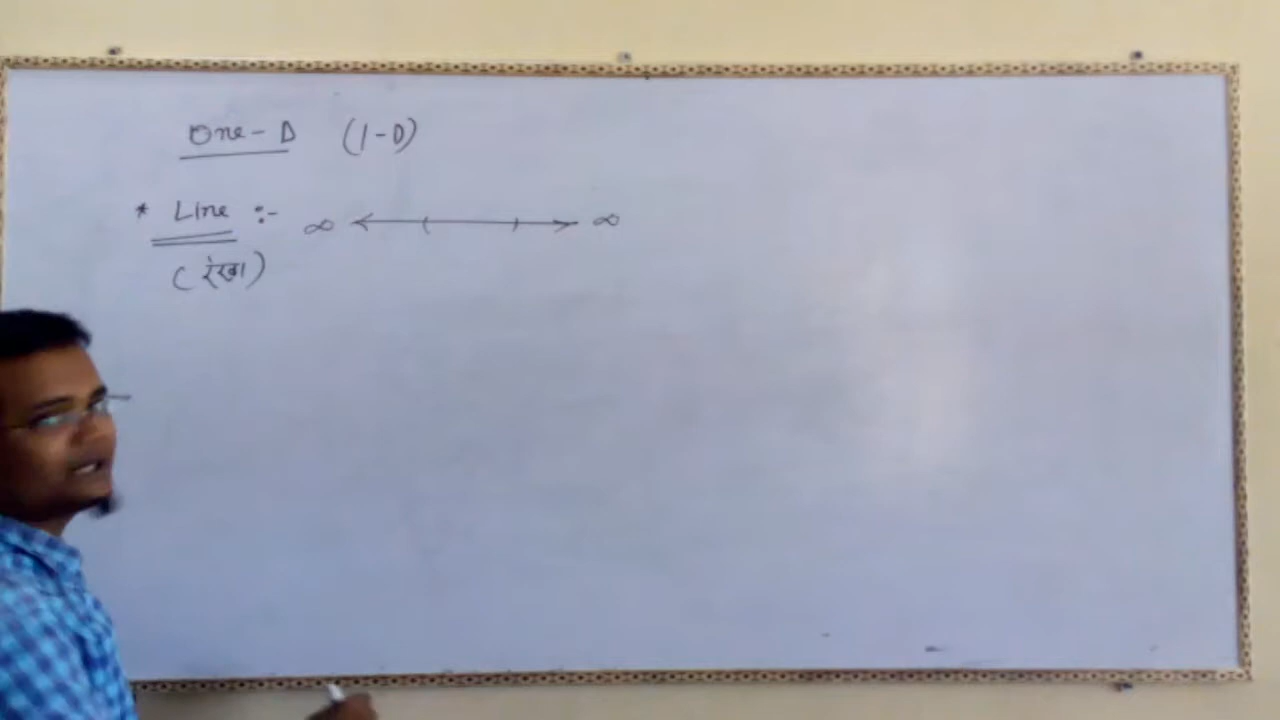 One-D (1-D)
* Line :- ∞ ∞
(रेखा)